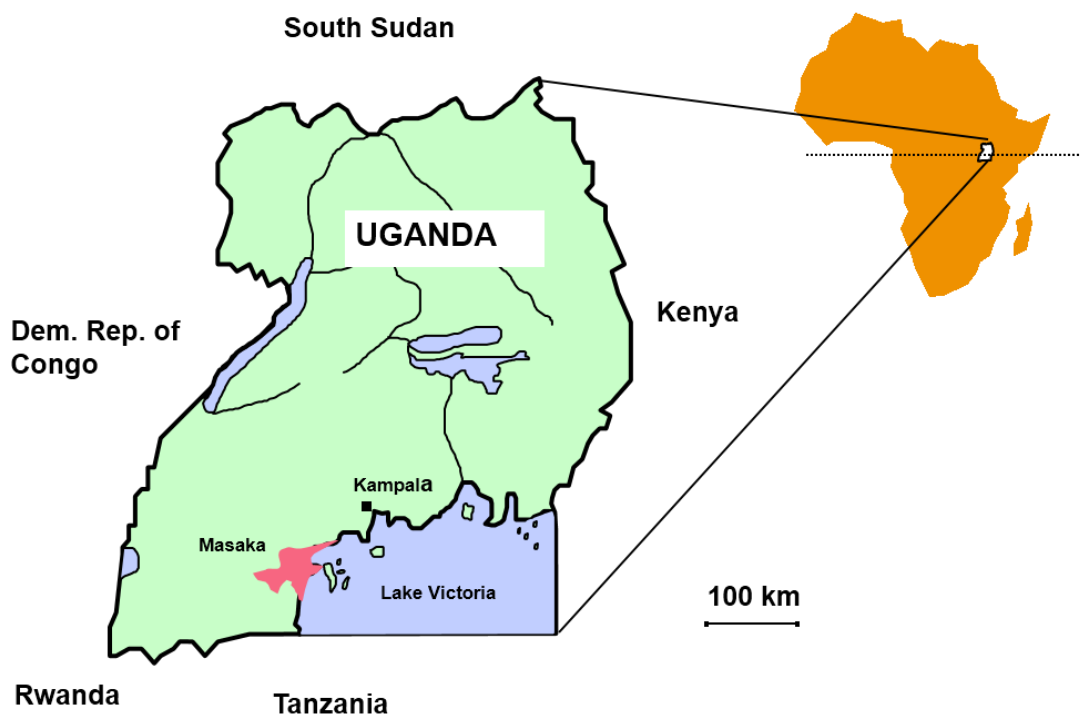 South Sudan
UGANDA
Kenya
Dem. Rep. of
Congo
Kampala
Masaka
Lake Victoria
100 km
Rwanda
Tanzania